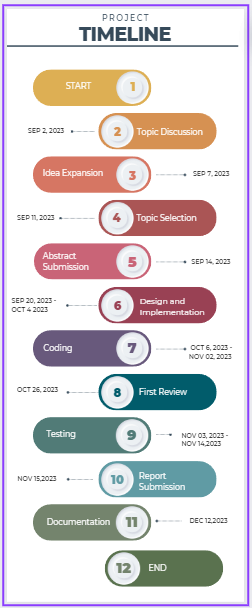 PROJECT
TIMELINE
START 1
SEP 2, 2023 2 Topic Discussion
Idea Expansion 3 SEP 7, 2023
SEP 11, 2023 4 Topic Selection
Abstract
Submission 5 SEP 14, 2023
SEP 20, 2023 -
OCT 4 2023
6
Design and
Implementation
Coding 7
OCT 6, 2023 -
NOV 02, 2023
OCT 26, 2023 8 First Review
Testing 9
NOV 03, 2023 -
NOV 14,2023
NOV 15,2023 10
Report
Submission
Documentation 11 DEC 12,2023
12 END